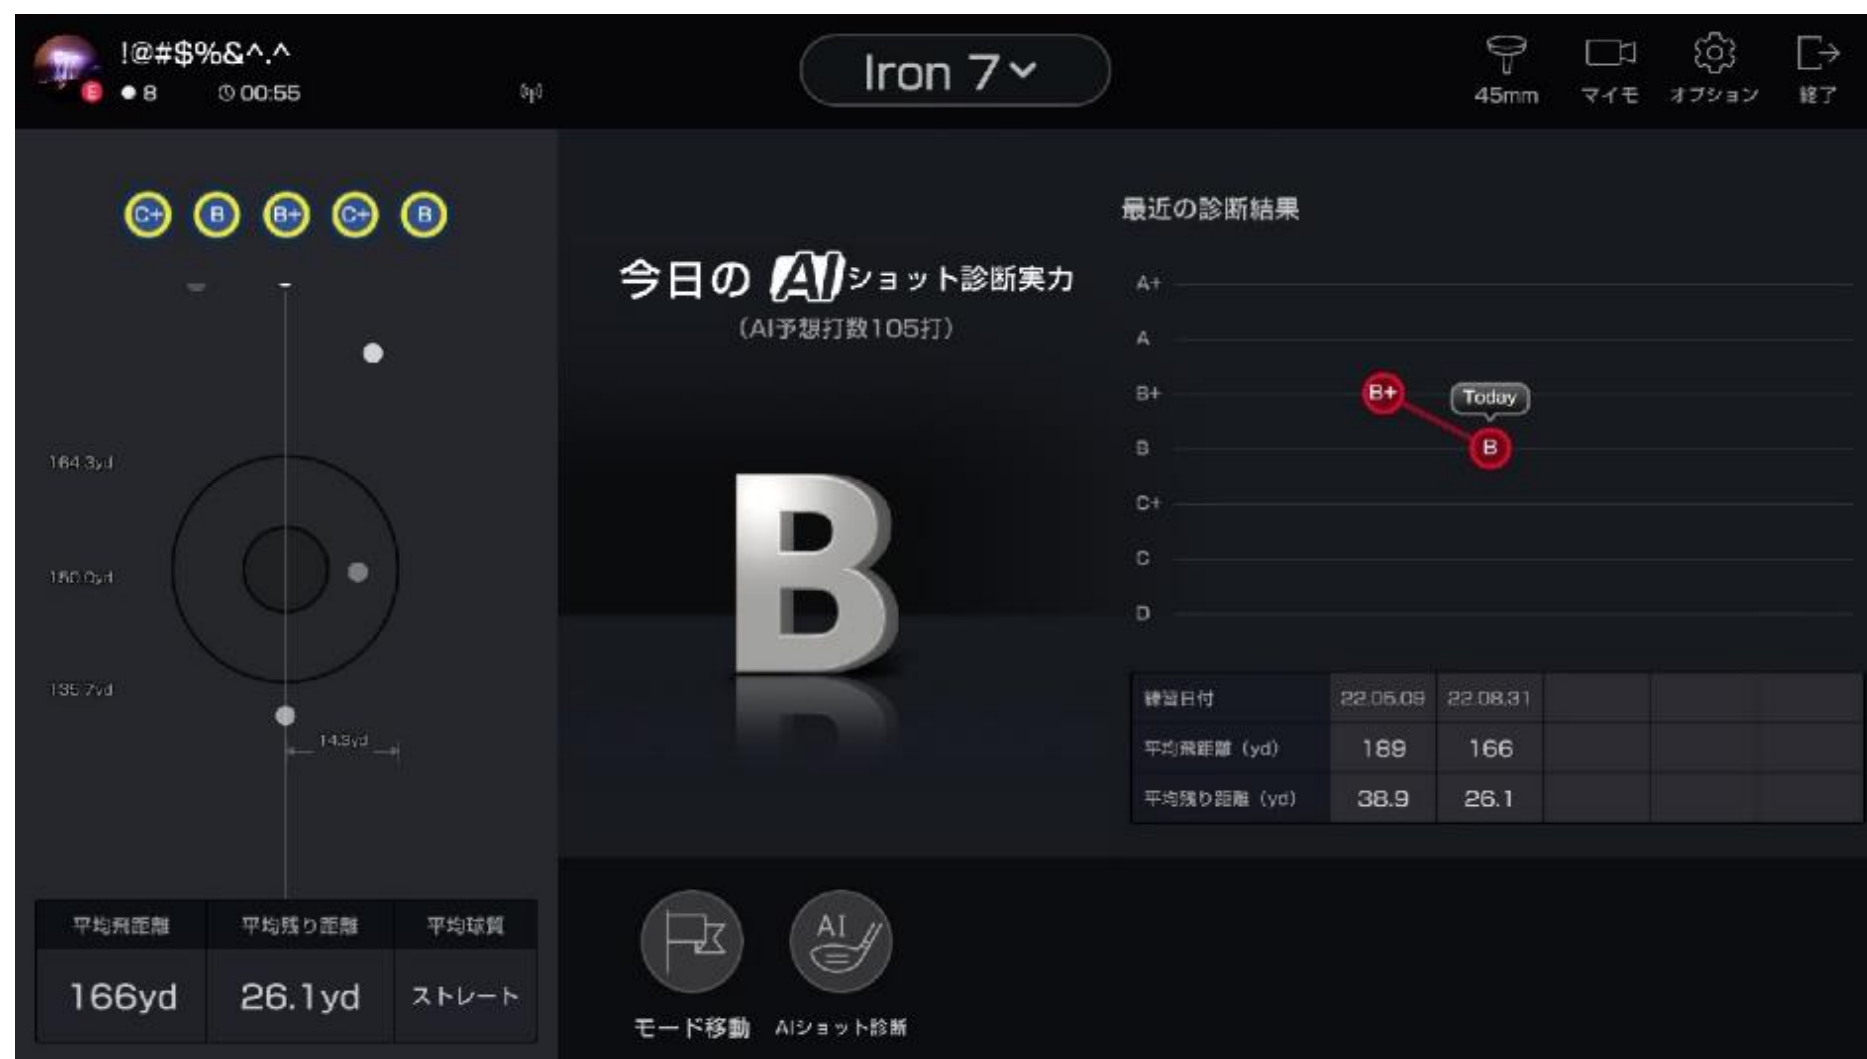 !@#$%&^.^
8 00:55
Iron 7
45mm マイモ オプション 終了
C+ B B+ C+ B
164.3yd
150.0yd
135.7yd
14.3yd
平均飛距離 平均残り距離 平均球質
166yd 26.1yd ストレート
今日の AIショット診断実力
(AI予想打数105打)
B
モード移動 AIショット診断
AI
最近の診断結果
A+
A
B+ B+ Today
B B
C+
C
D
練習日付 22.08.31
平均飛距離 (yd) 189 166
平均残り距離 (yd) 38.9 26.1
E